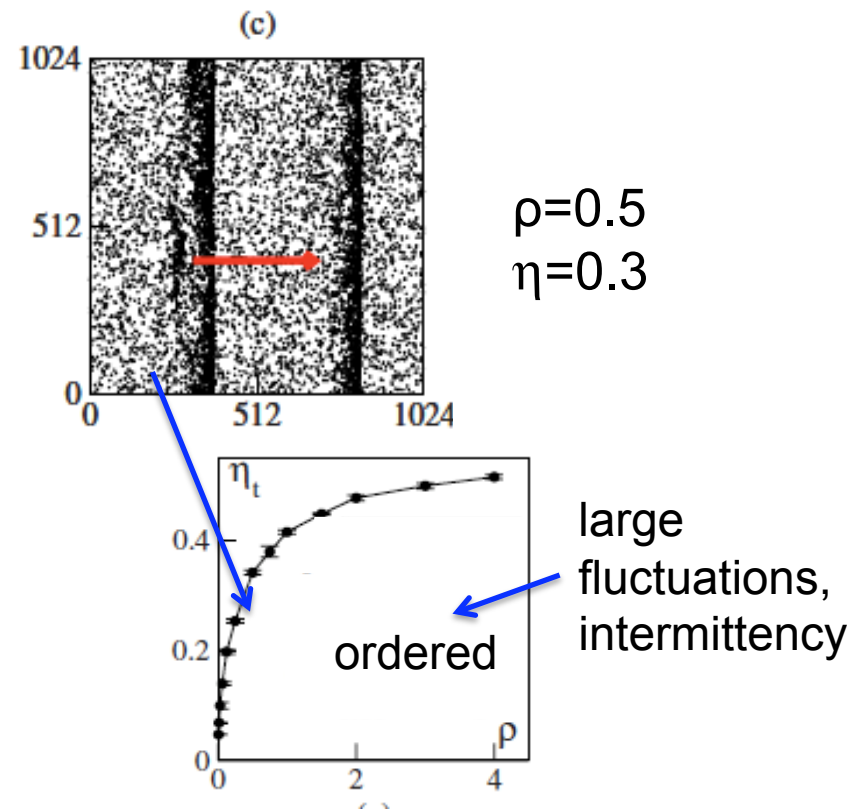 (c)
1024
512
0
0 512 1024
ρ=0.5
η=0.3
ηt
0.4
0.2
0
0 2 4
ρ
ordered
large
fluctuations,
intermittency